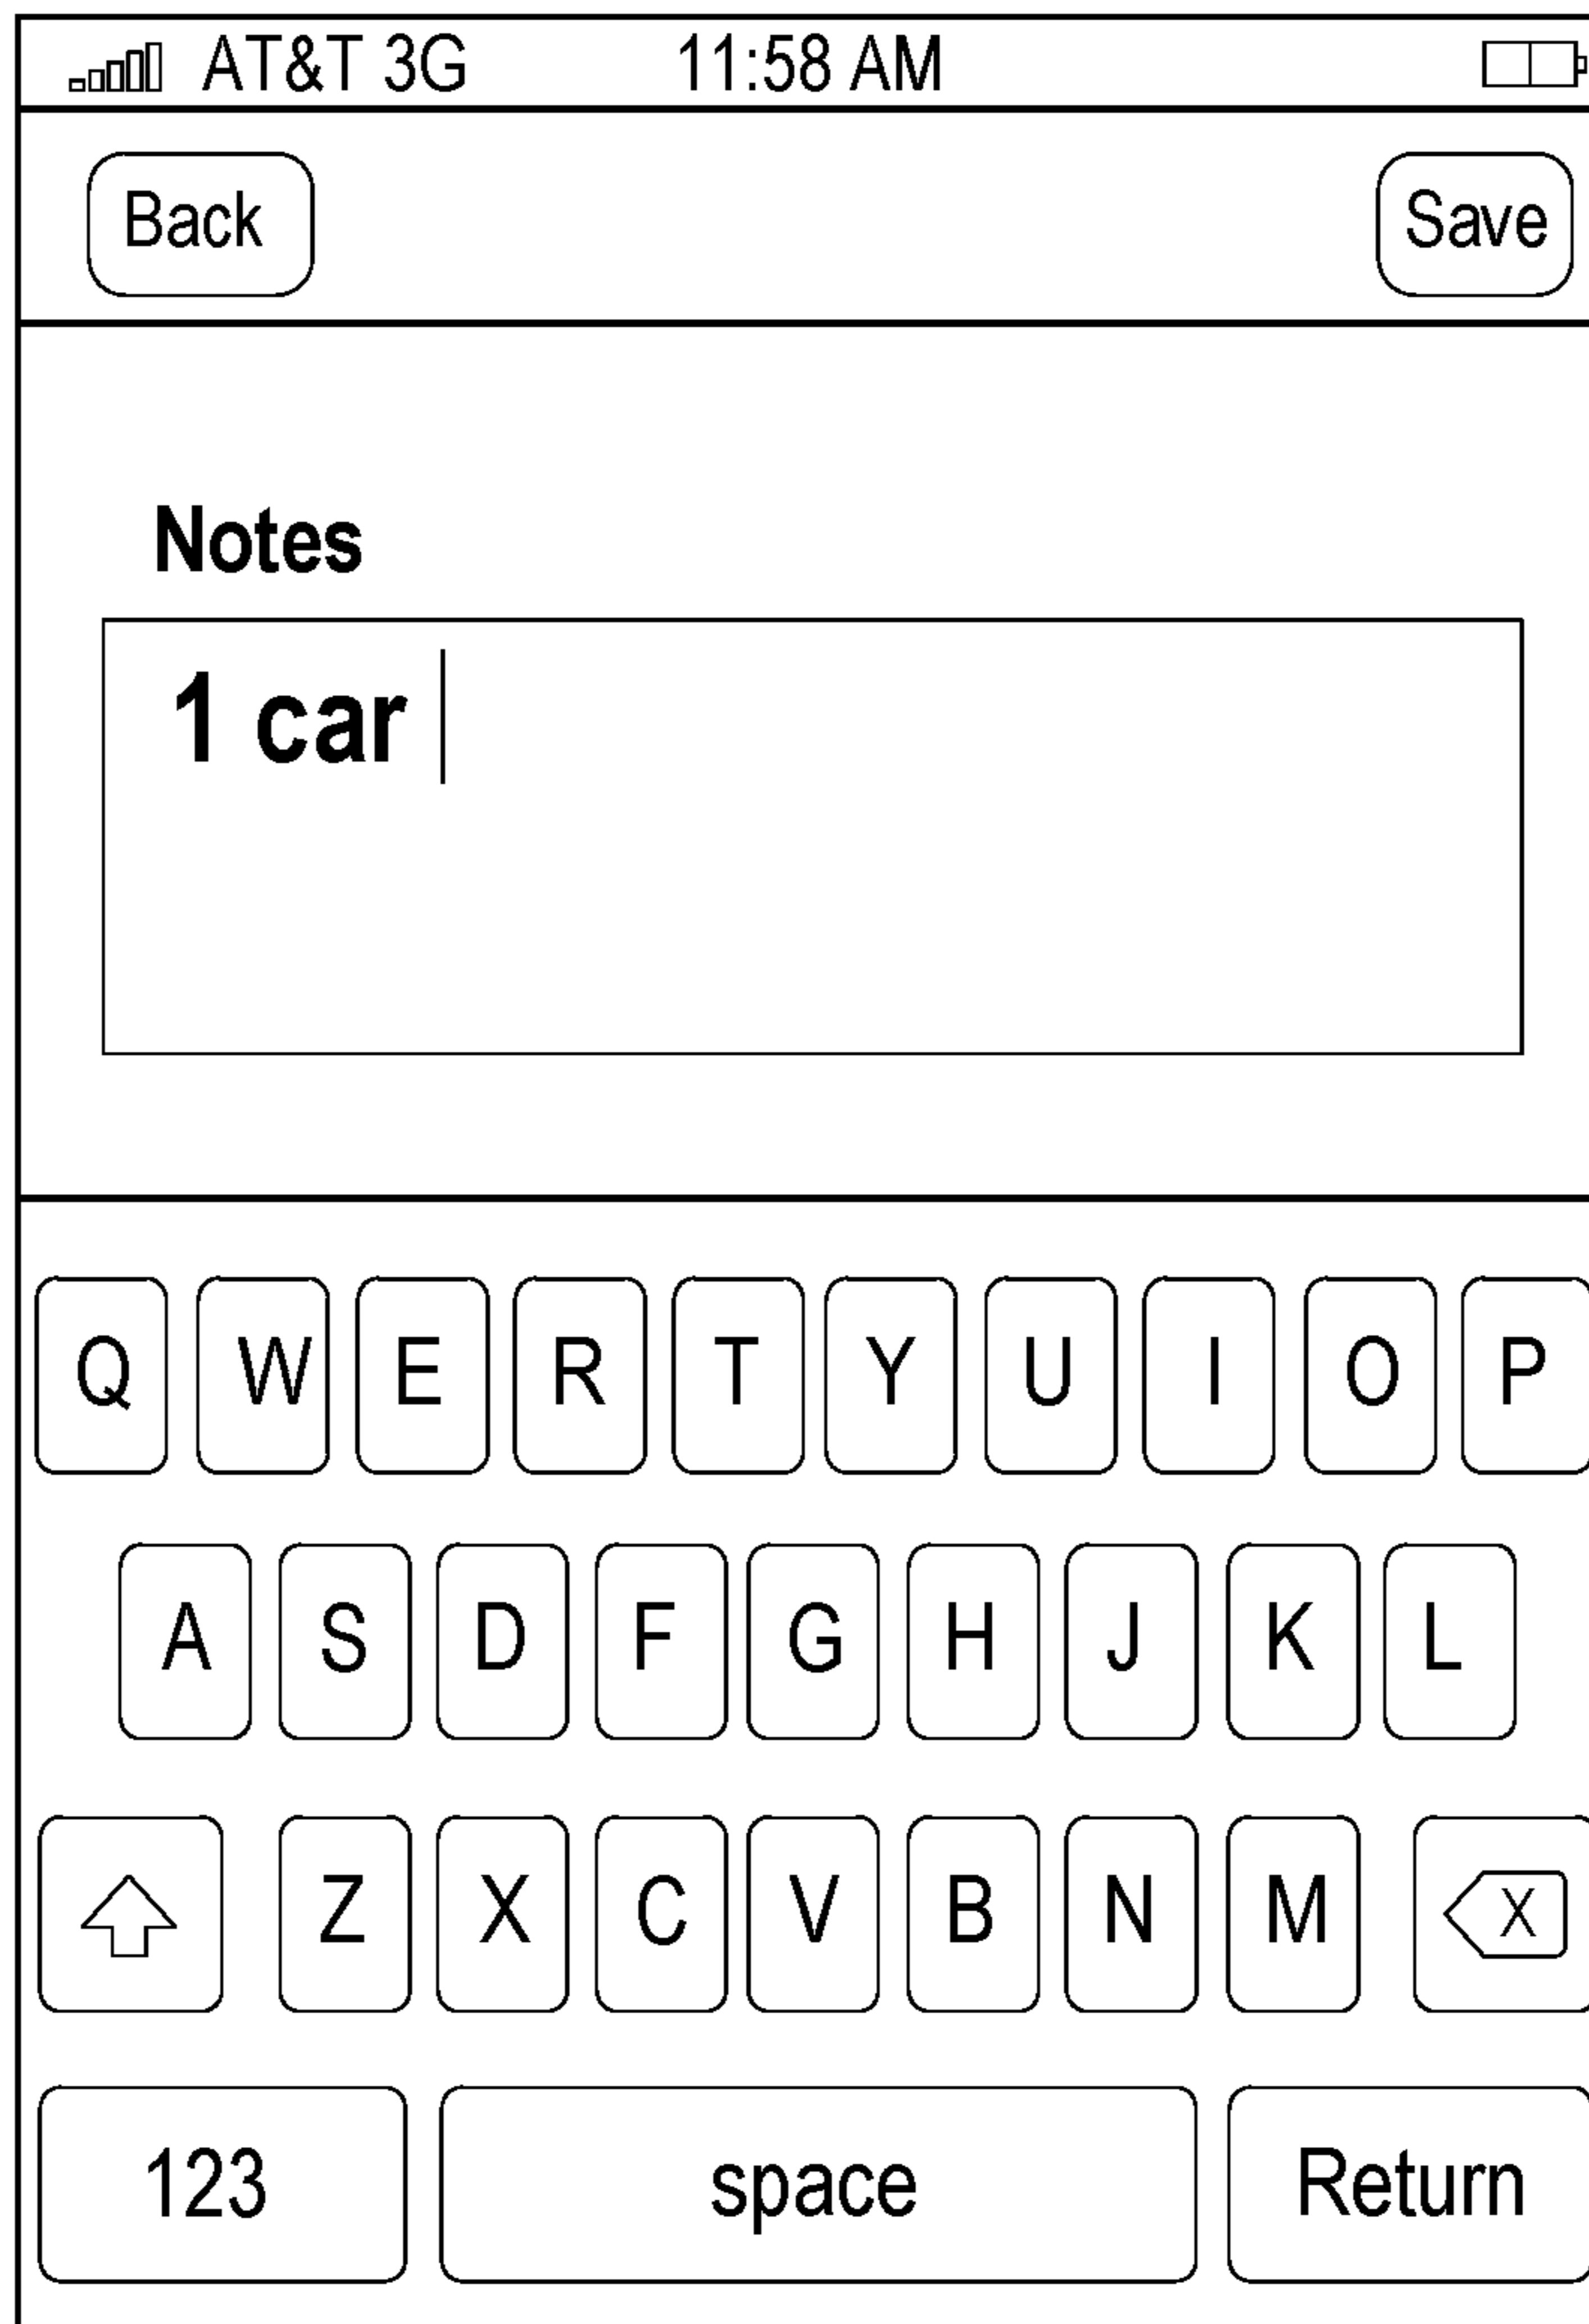 AT&T 3G 11:58 AM
Back Save
Notes
1 car
Q W E R T Y U I O P
A S D F G H J K L
Z X C V B N M X
123 space Return